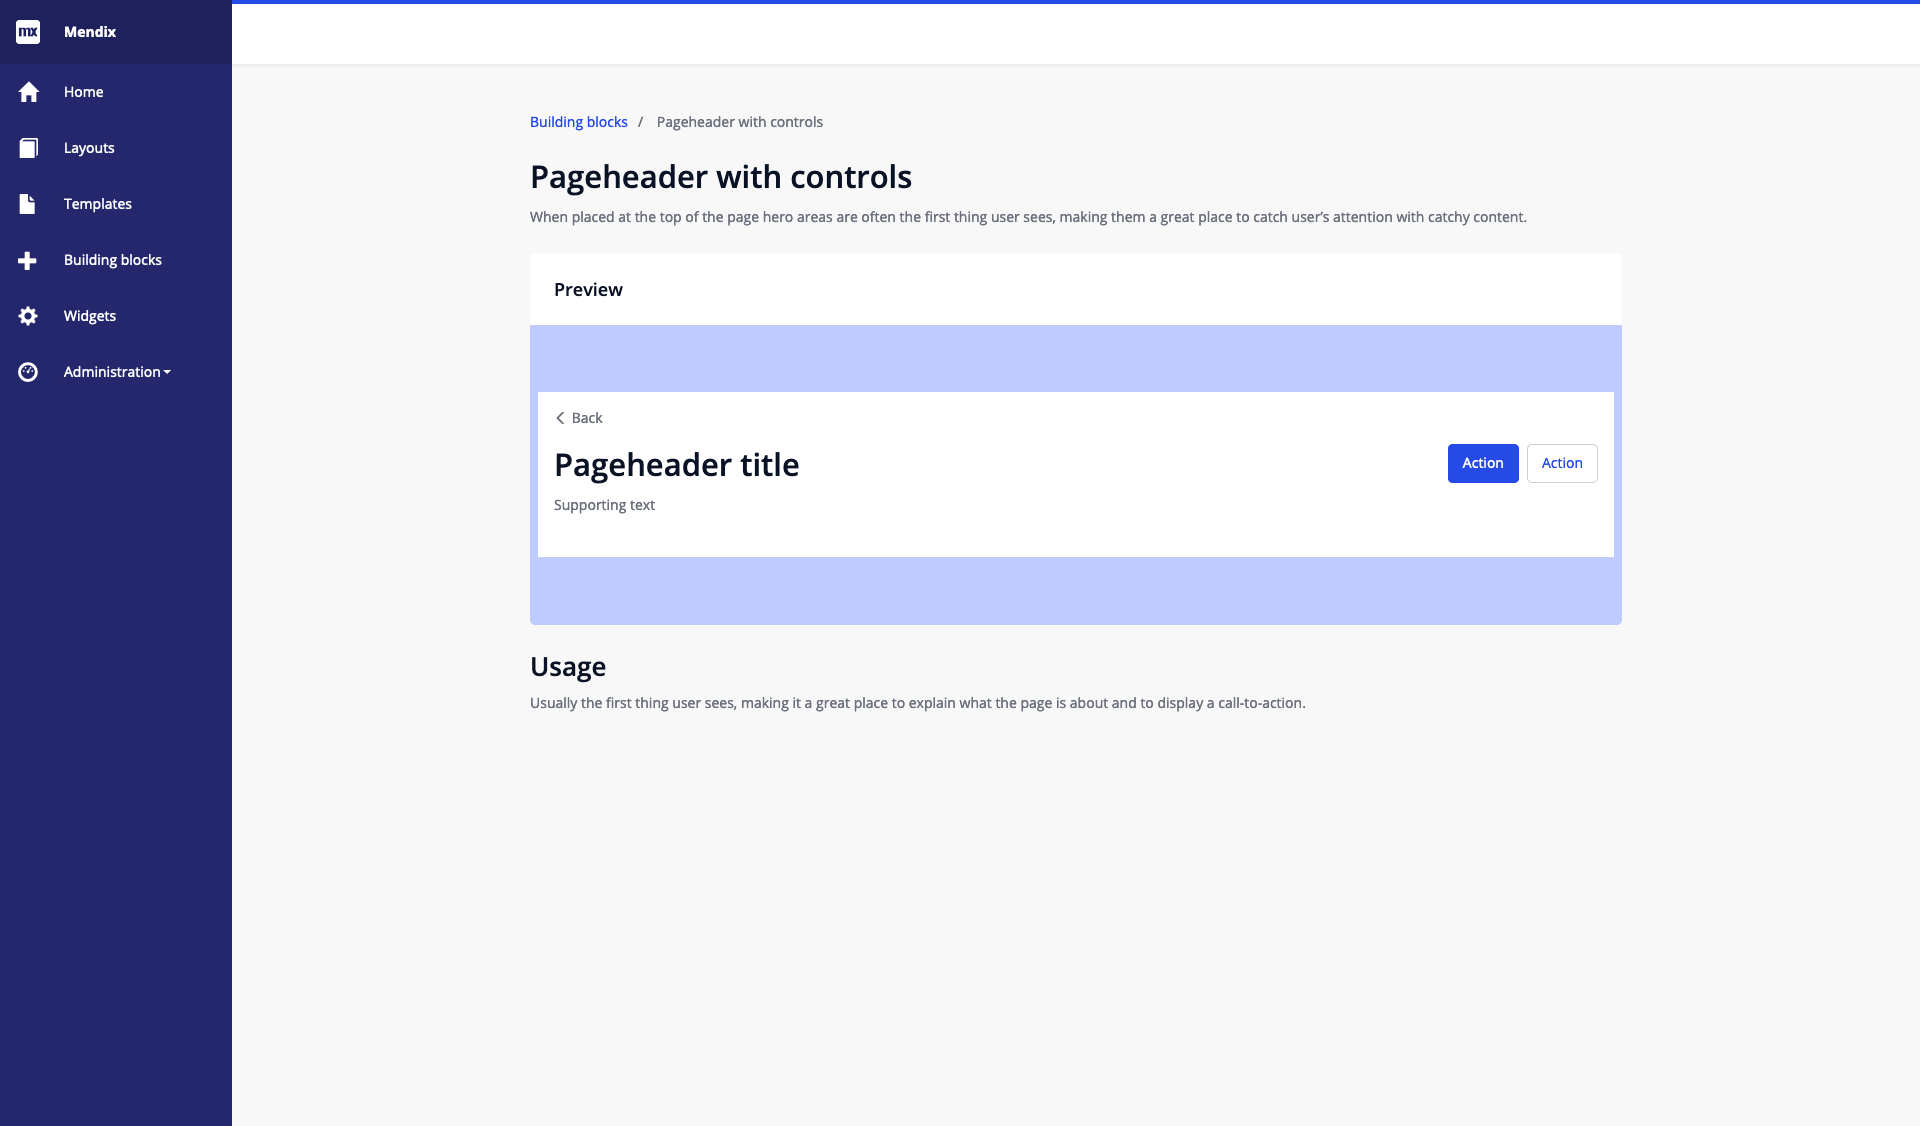 mx Mendix
Home
Layouts
Templates
Building blocks
Widgets
Administration
Building blocks / Pageheader with controls
Pageheader with controls
When placed at the top of the page hero areas are often the first thing user sees, making them a great place to catch user’s attention with catchy content.
Preview
Back
Pageheader title
Action Action
Supporting text
Usage
Usually the first thing user sees, making it a great place to explain what the page is about and to display a call-to-action.